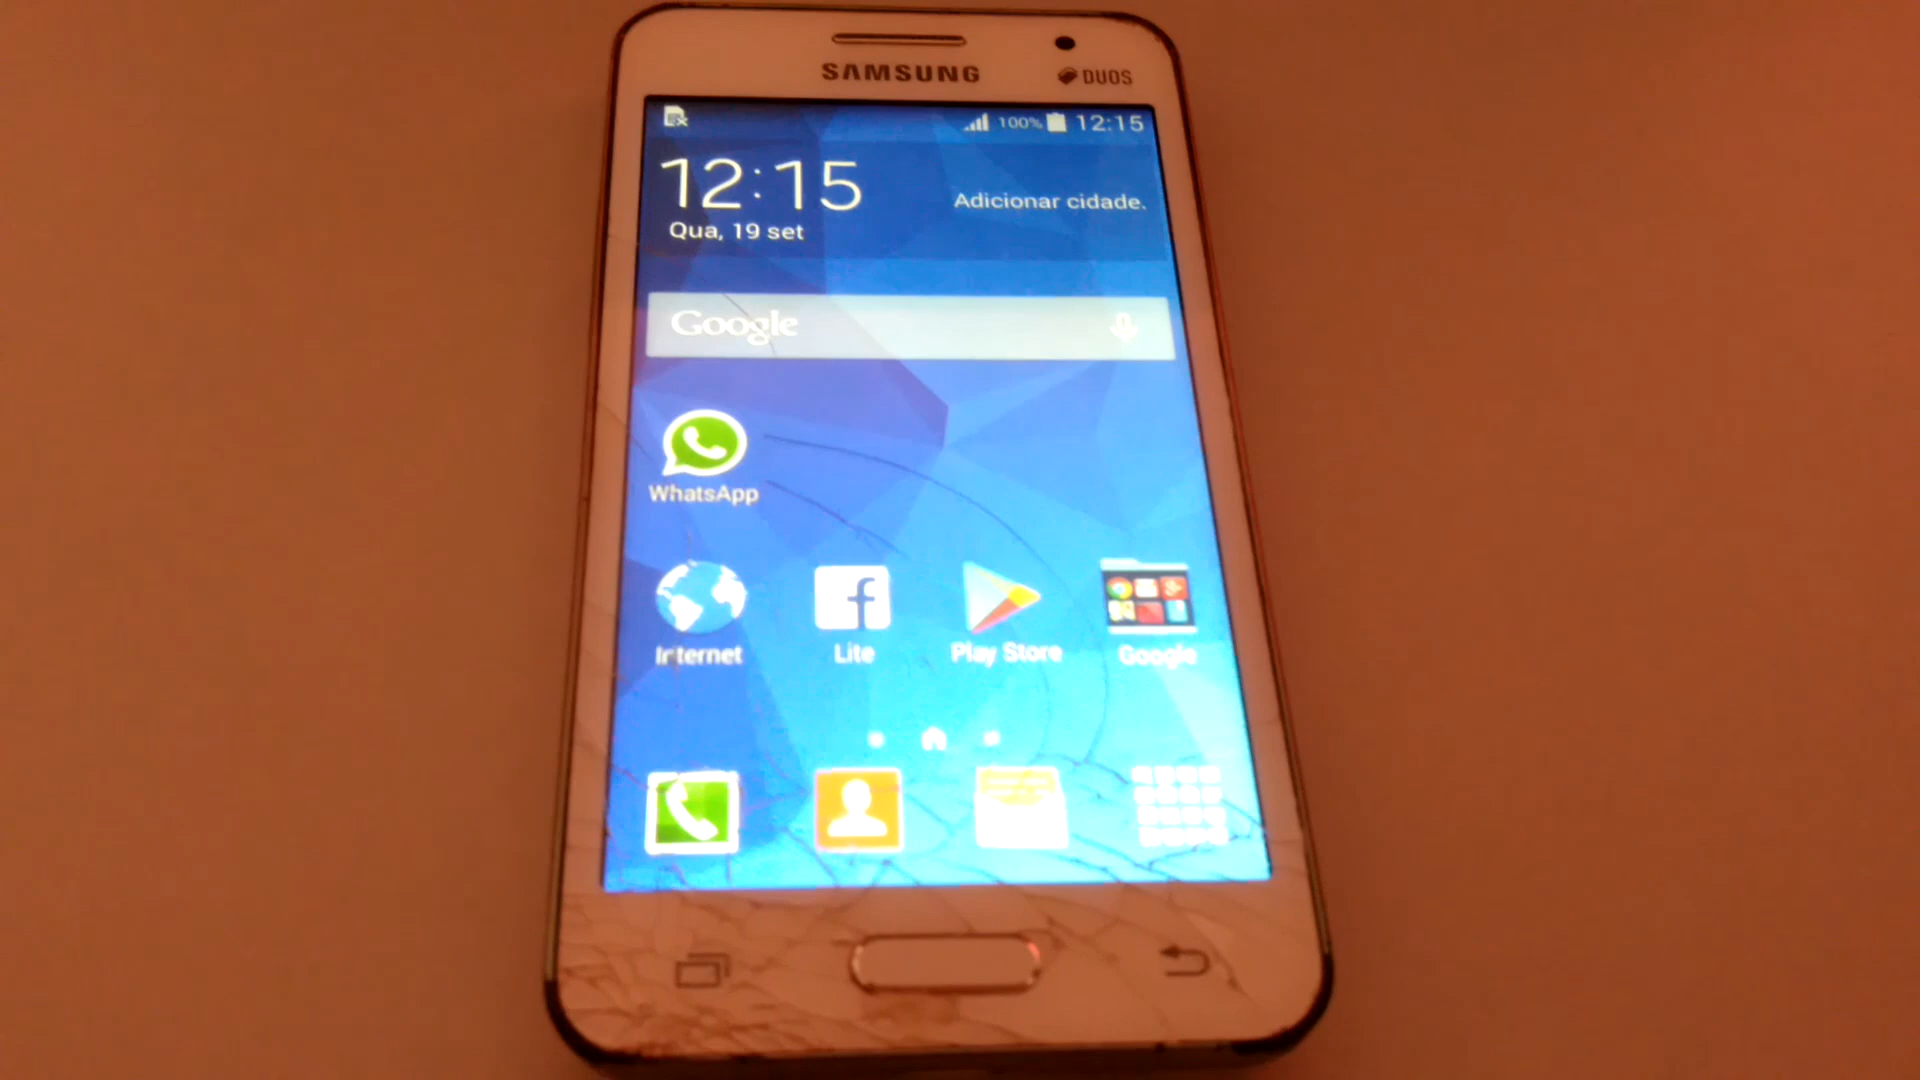 SAMSUNG
DUOS
100% 12:15
12:15
Adicionar cidade.
Qua, 19 set
Google
WhatsApp
Internet
Lite
Play Store
Google